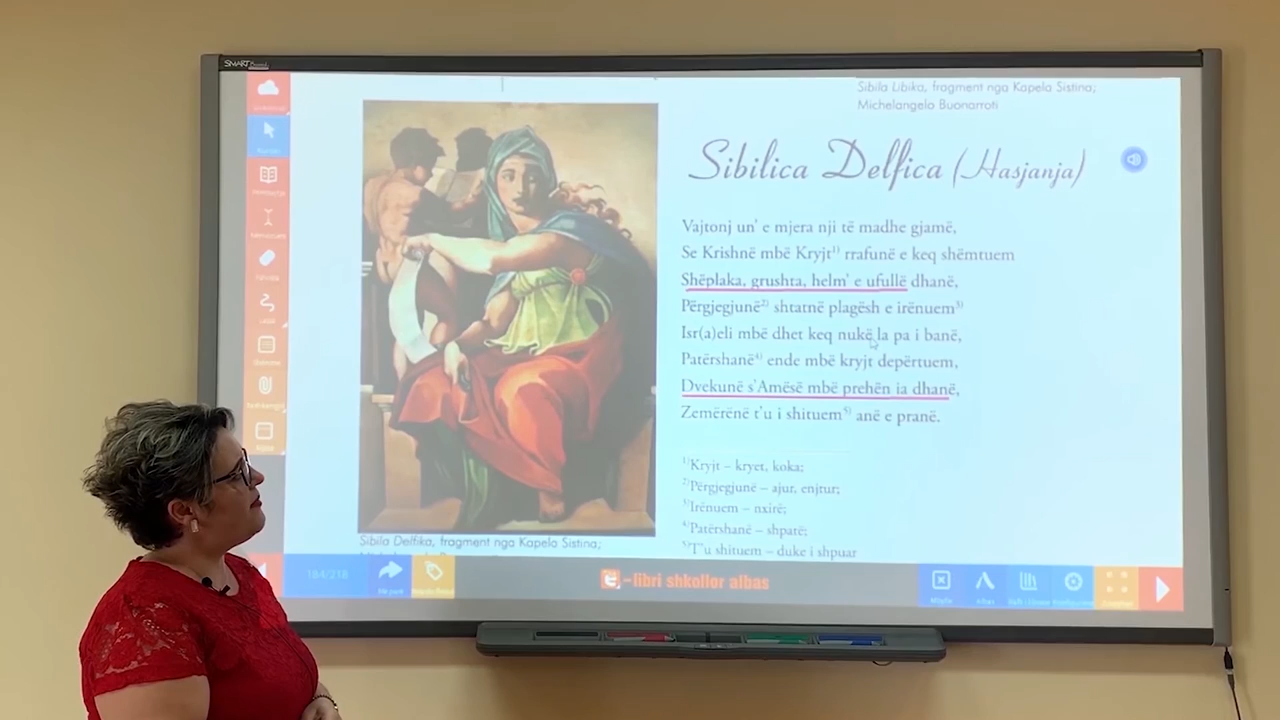 SMART
Sibila Libika, fragment nga Kapela Sistina;
Michelangelo Buonarroti
Sibilica Delfica (Hasjanja)
Vajtonj un' e mjera nji të madhe gjamë,
Se Krishnë mbë Kryjt¹⁾ rrafunë e keq shëmtuem
Shëplaka, grushta, helm' e ufullë dhanë,
Përgjegjunë²⁾ shtatnë plagësh e irënuem³⁾
Isr(a)eli mbë dhet keq nukë la pa i banë,
Patërshanë⁴⁾ ende mbë kryjt depërtuem,
Dvekunë s'Amësë mbë prehën ia dhanë,
Zemërënë t'u i shituem⁵⁾ anë e pranë.
¹⁾Kryjt – kryet, koka;
²⁾Përgjegjunë – ajur, enjtur;
³⁾Irënuem – nxirë;
⁴⁾Patërshanë – shpatë;
⁵⁾T'u shituem – duke i shpuar
Sibila Delfika, fragment nga Kapela Sistina;
184/218
e-libri shkollor albas